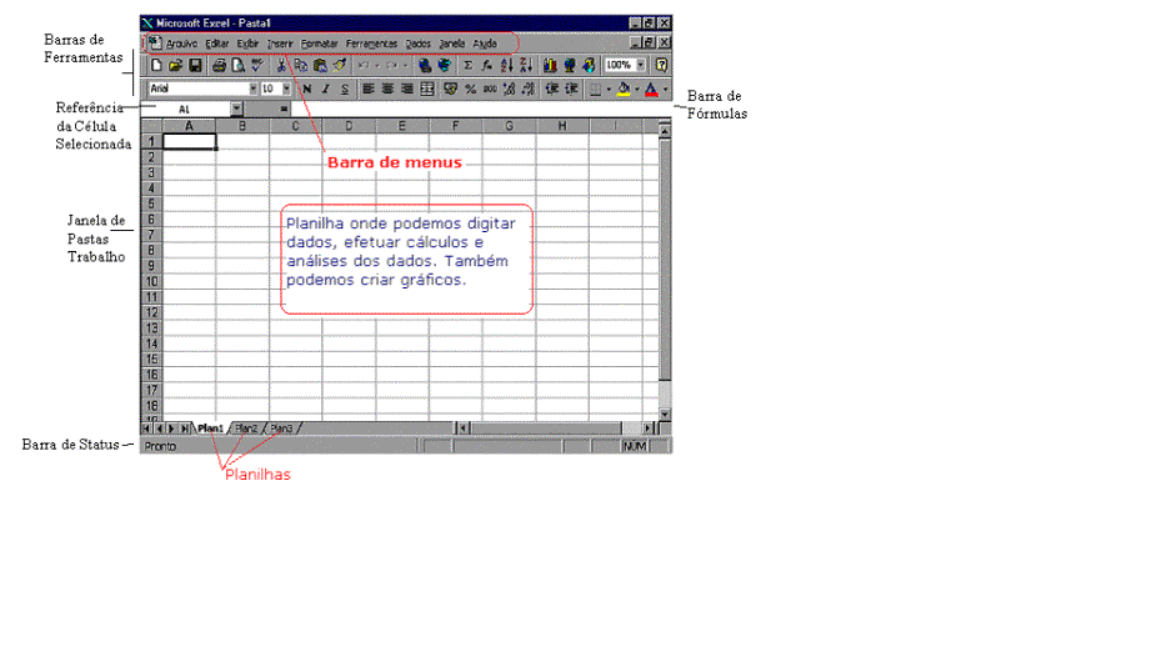 Microsoft Excel - Pasta1
Barras de
Ferramentas
Arquivo Editar Exibir Inserir Formatar Ferramentas Dados Janela Ajuda
100%
Arial 10 N I S % 000
Barra de
Fórmulas
Referência
da Célula
Selecionada
A1 =
A B C D E F G H I
1
2
3
4
5
6
7
8
9
10
11
12
13
14
15
16
17
18
19
Barra de menus
Planilha onde podemos digitar
dados, efetuar cálculos e
análises dos dados. Também
podemos criar gráficos.
Janela de
Pastas
Trabalho
Plan1 Plan2 Plan3
Barra de Status
Pronto NUM
Planilhas